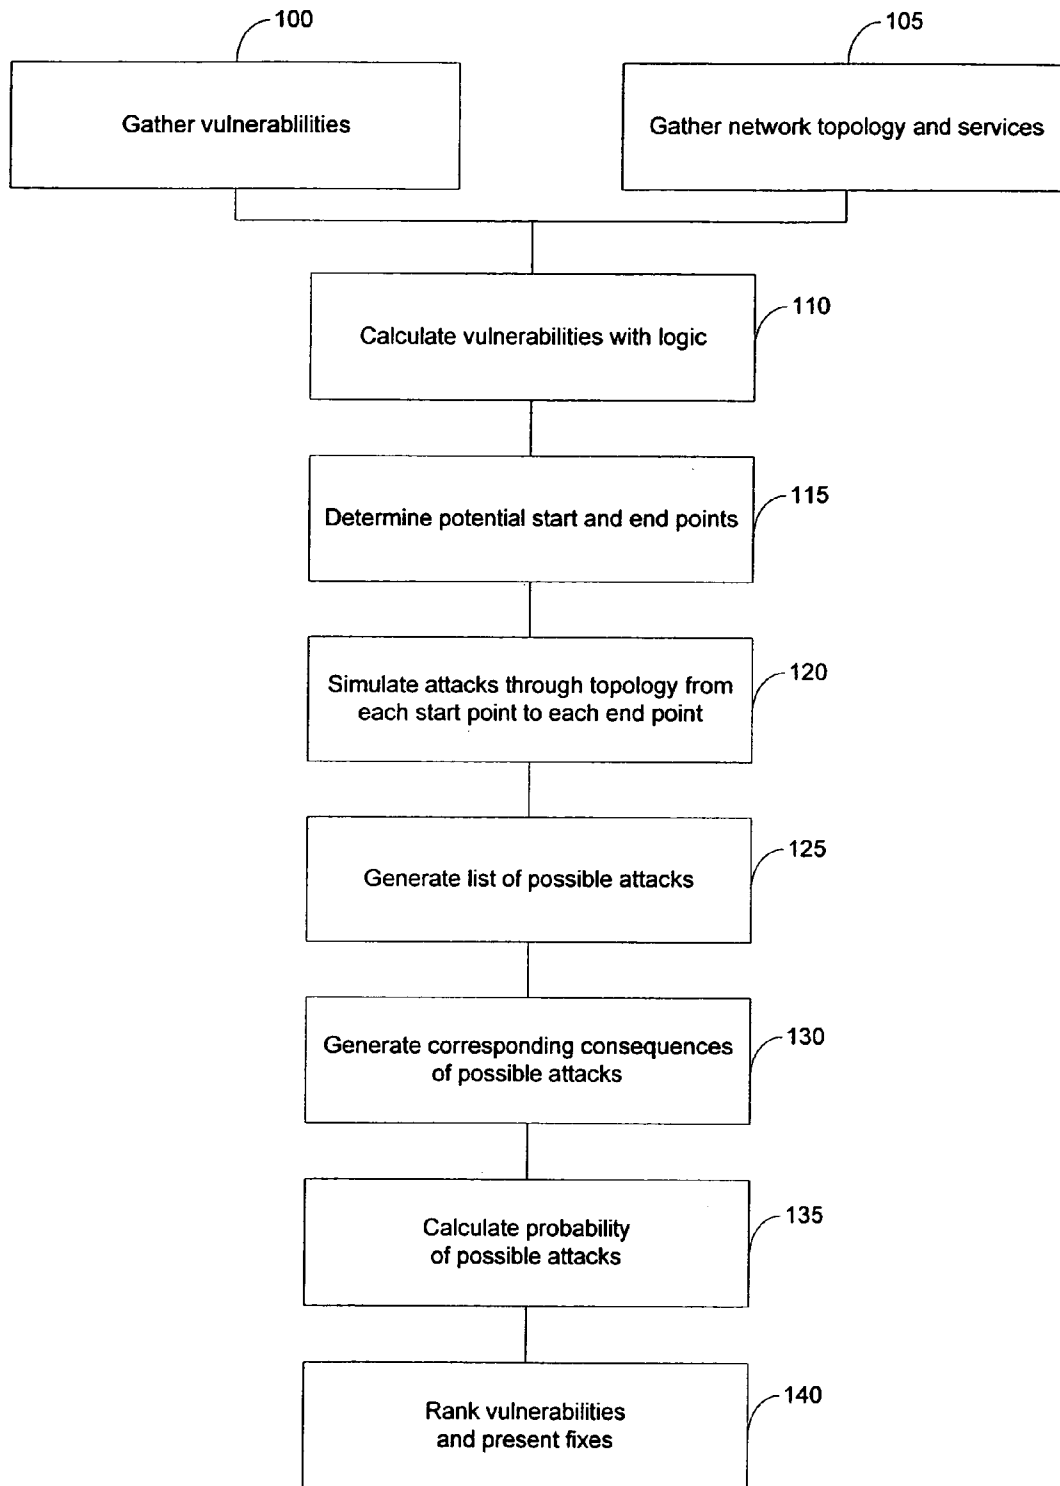 100
105
Gather vulnerablilities
Gather network topology and services
110
Calculate vulnerabilities with logic
115
Determine potential start and end points
120
Simulate attacks through topology from
each start point to each end point
125
Generate list of possible attacks
130
Generate corresponding consequences
of possible attacks
135
Calculate probability
of possible attacks
140
Rank vulnerabilities
and present fixes